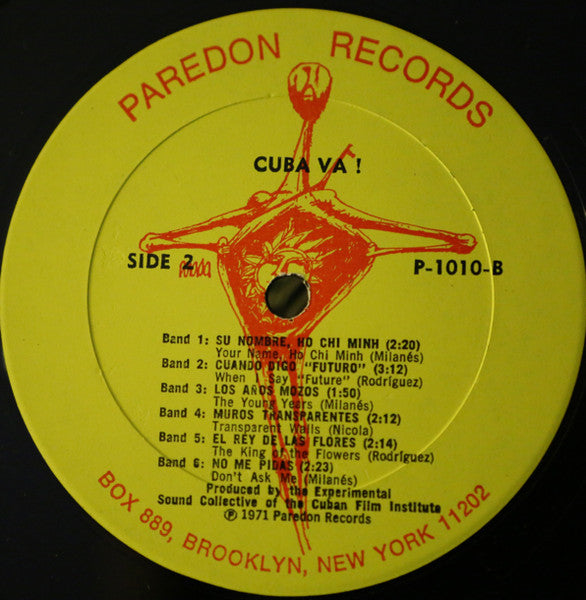 PAREDON RECORDS
CUBA VA !
SIDE 2
P-1010-B
Band 1: SU NOMBRE, HO CHI MINH (2:20)
Your Name, Ho Chi Minh (Milanés)
Band 2: CUANDO DIGO "FUTURO" (3:12)
When I Say "Future" (Rodríguez)
Band 3: LOS AÑOS MOZOS (1:50)
The Young Years (Milanés)
Band 4: MUROS TRANSPARENTES (2:12)
Transparent Walls (Nicola)
Band 5: EL REY DE LAS FLORES (2:14)
The King of the Flowers (Rodríguez)
Band 6: NO ME PIDAS (2:23)
Don't Ask Me (Milanés)
Produced by the Experimental
Sound Collective of the Cuban Film Institute
℗ 1971 Paredon Records
BOX 889, BROOKLYN, NEW YORK 11202